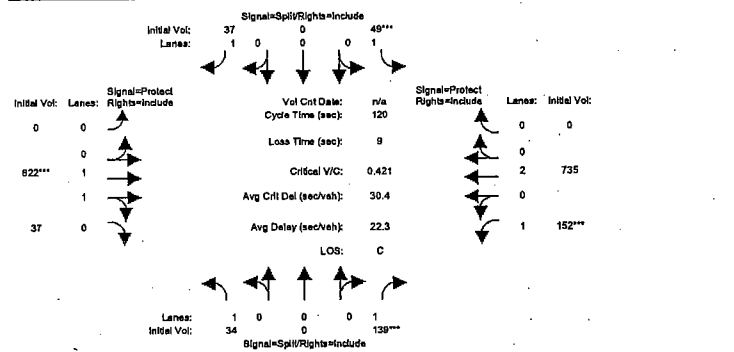 Signal=Split/Rights=Include
Initial Vol: 37 0 49***
Lanes: 1 0 0 0 1
Signal=Protect
Rights=Include
Initial Vol: Lanes:
0 0
0
822*** 1
1
37 0
Vol Cnt Date: n/a
Cycle Time (sec): 120
Loss Time (sec): 9
Critical V/C: 0.421
Avg Crit Del (sec/veh): 30.4
Avg Delay (sec/veh): 22.3
LOS: C
Signal=Protect
Rights=Include
Lanes: Initial Vol:
0 0
0
2 735
0
1 152***
Lanes: 1 0 0 0 1
Initial Vol: 34 0 139***
Signal=Split/Rights=Include